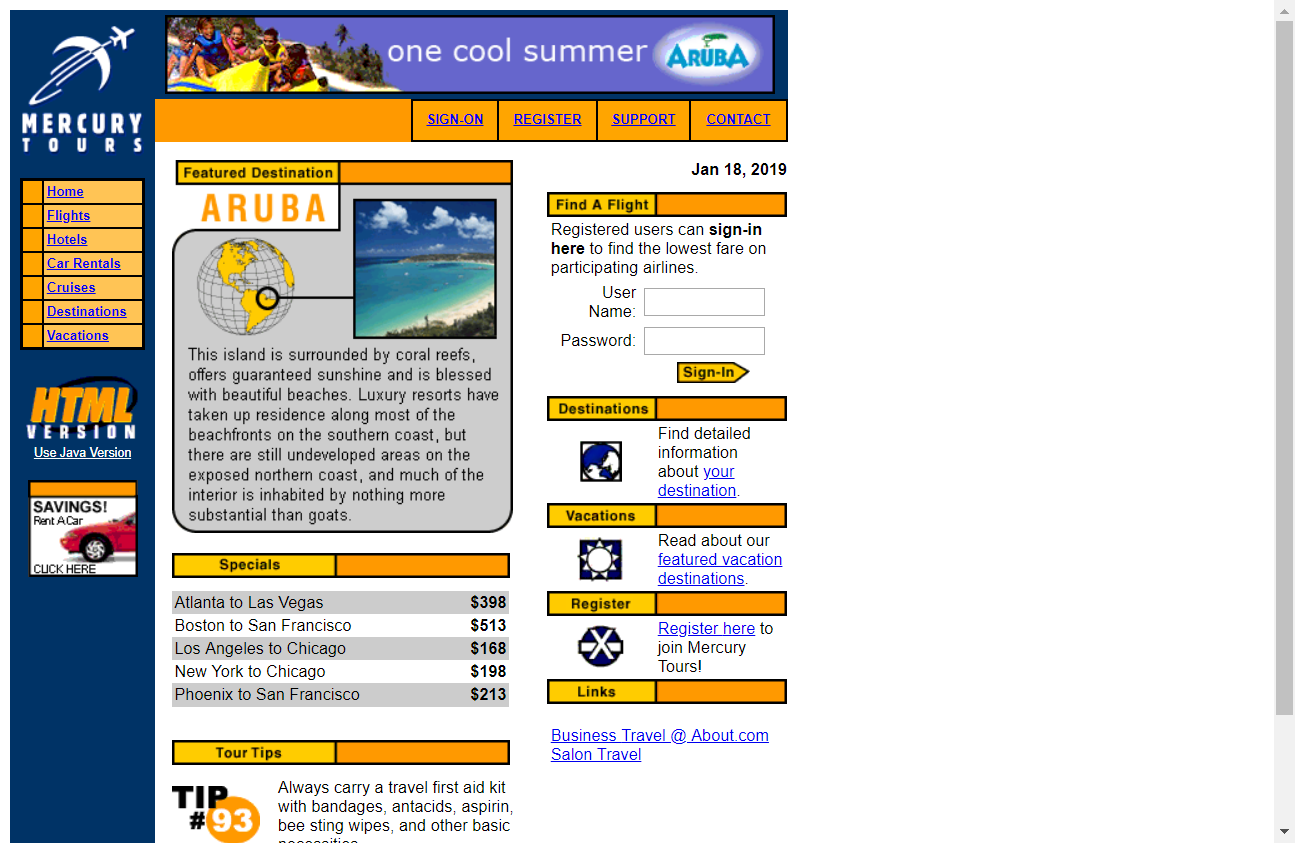 MERCURY
TOURS
one cool summer
ARUBA
SIGN-ON
REGISTER
SUPPORT
CONTACT
Home
Flights
Hotels
Car Rentals
Cruises
Destinations
Vacations
HTML
VERSION
Use Java Version
SAVINGS!
Rent A Car
CLICK HERE
Featured Destination
ARUBA
This island is surrounded by coral reefs,
offers guaranteed sunshine and is blessed
with beautiful beaches. Luxury resorts have
taken up residence along most of the
beachfronts on the southern coast, but
there are still undeveloped areas on the
exposed northern coast, and much of the
interior is inhabited by nothing more
substantial than goats.
Specials
Atlanta to Las Vegas $398
Boston to San Francisco $513
Los Angeles to Chicago $168
New York to Chicago $198
Phoenix to San Francisco $213
Tour Tips
TIP
#93
Always carry a travel first aid kit
with bandages, antacids, aspirin,
bee sting wipes, and other basic
necessities.
Jan 18, 2019
Find A Flight
Registered users can sign-in
here to find the lowest fare on
participating airlines.
User
Name:
Password:
Sign-In
Destinations
Find detailed
information
about your
destination.
Vacations
Read about our
featured vacation
destinations.
Register
Register here to
join Mercury
Tours!
Links
Business Travel @ About.com
Salon Travel